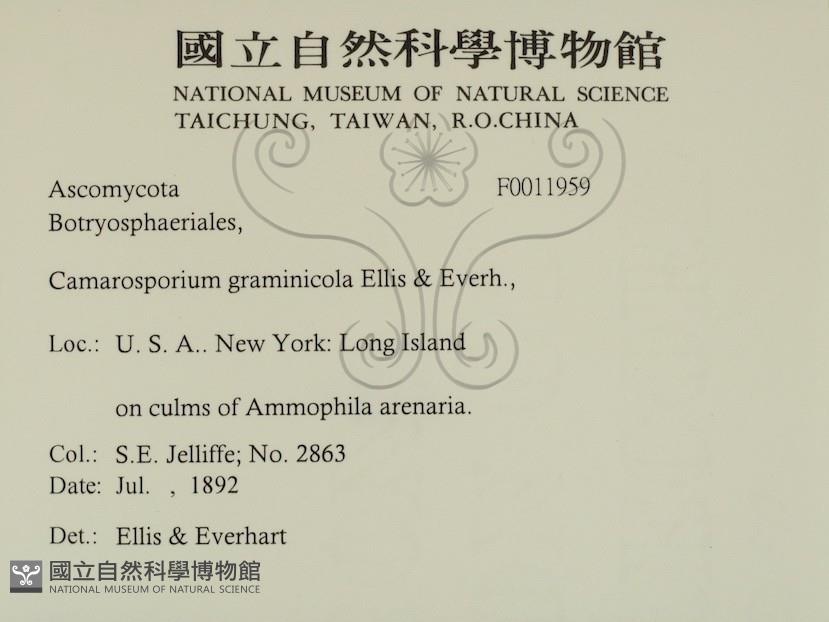 國立自然科學博物館
NATIONAL MUSEUM OF NATURAL SCIENCE
TAICHUNG, TAIWAN, R.O.CHINA
Ascomycota F0011959
Botryosphaeriales,
Camarosporium graminicola Ellis & Everh.,
Loc.: U. S. A.. New York: Long Island
on culms of Ammophila arenaria.
Col.: S.E. Jelliffe; No. 2863
Date: Jul. , 1892
Det.: Ellis & Everhart
國立自然科學博物館
NATIONAL MUSEUM OF NATURAL SCIENCE